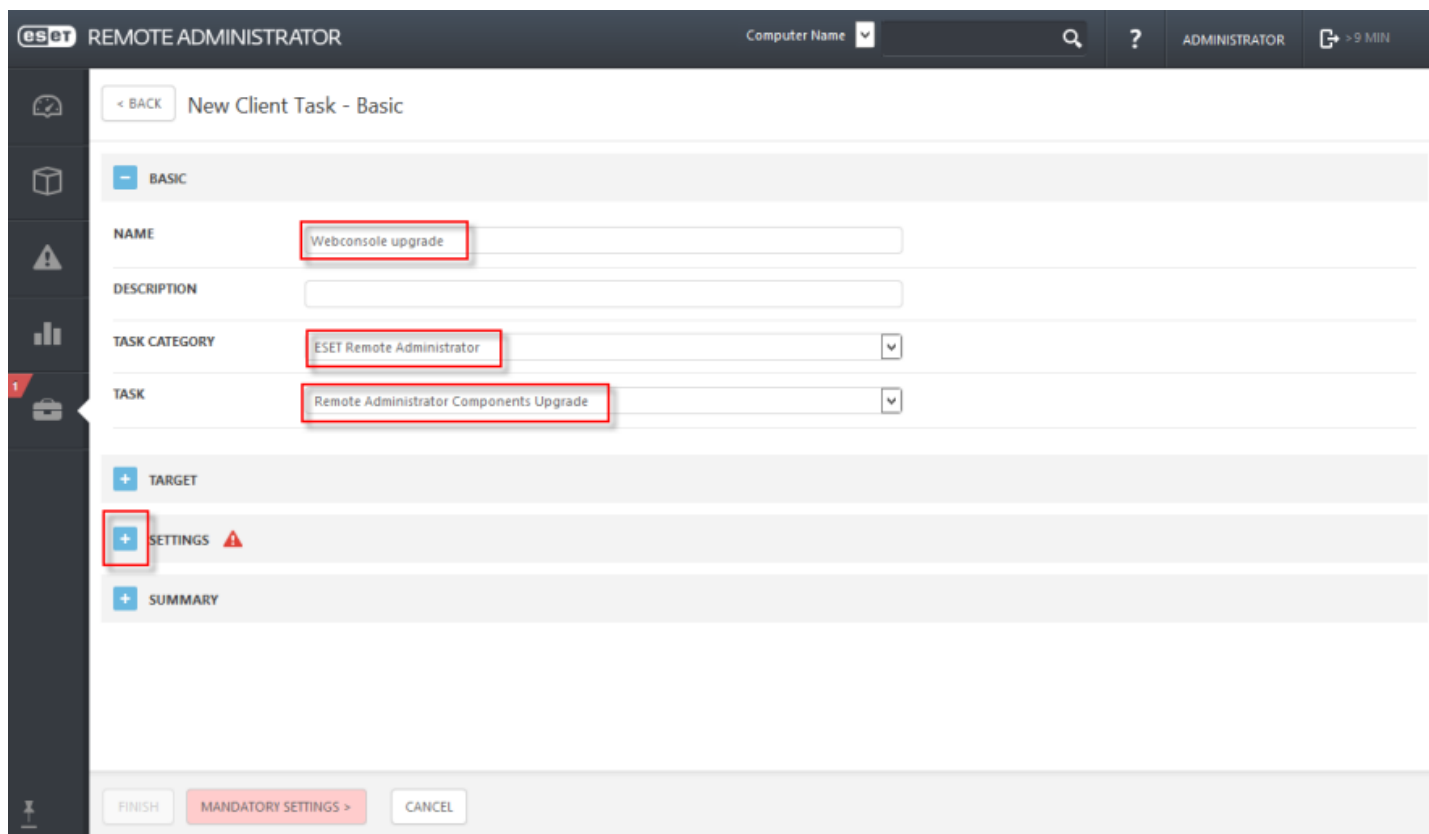 eseT REMOTE ADMINISTRATOR
Computer Name
?
ADMINISTRATOR
>9 MIN
< BACK
New Client Task - Basic
BASIC
NAME
Webconsole upgrade
DESCRIPTION
TASK CATEGORY
ESET Remote Administrator
TASK
Remote Administrator Components Upgrade
1
TARGET
SETTINGS
SUMMARY
FINISH
MANDATORY SETTINGS >
CANCEL